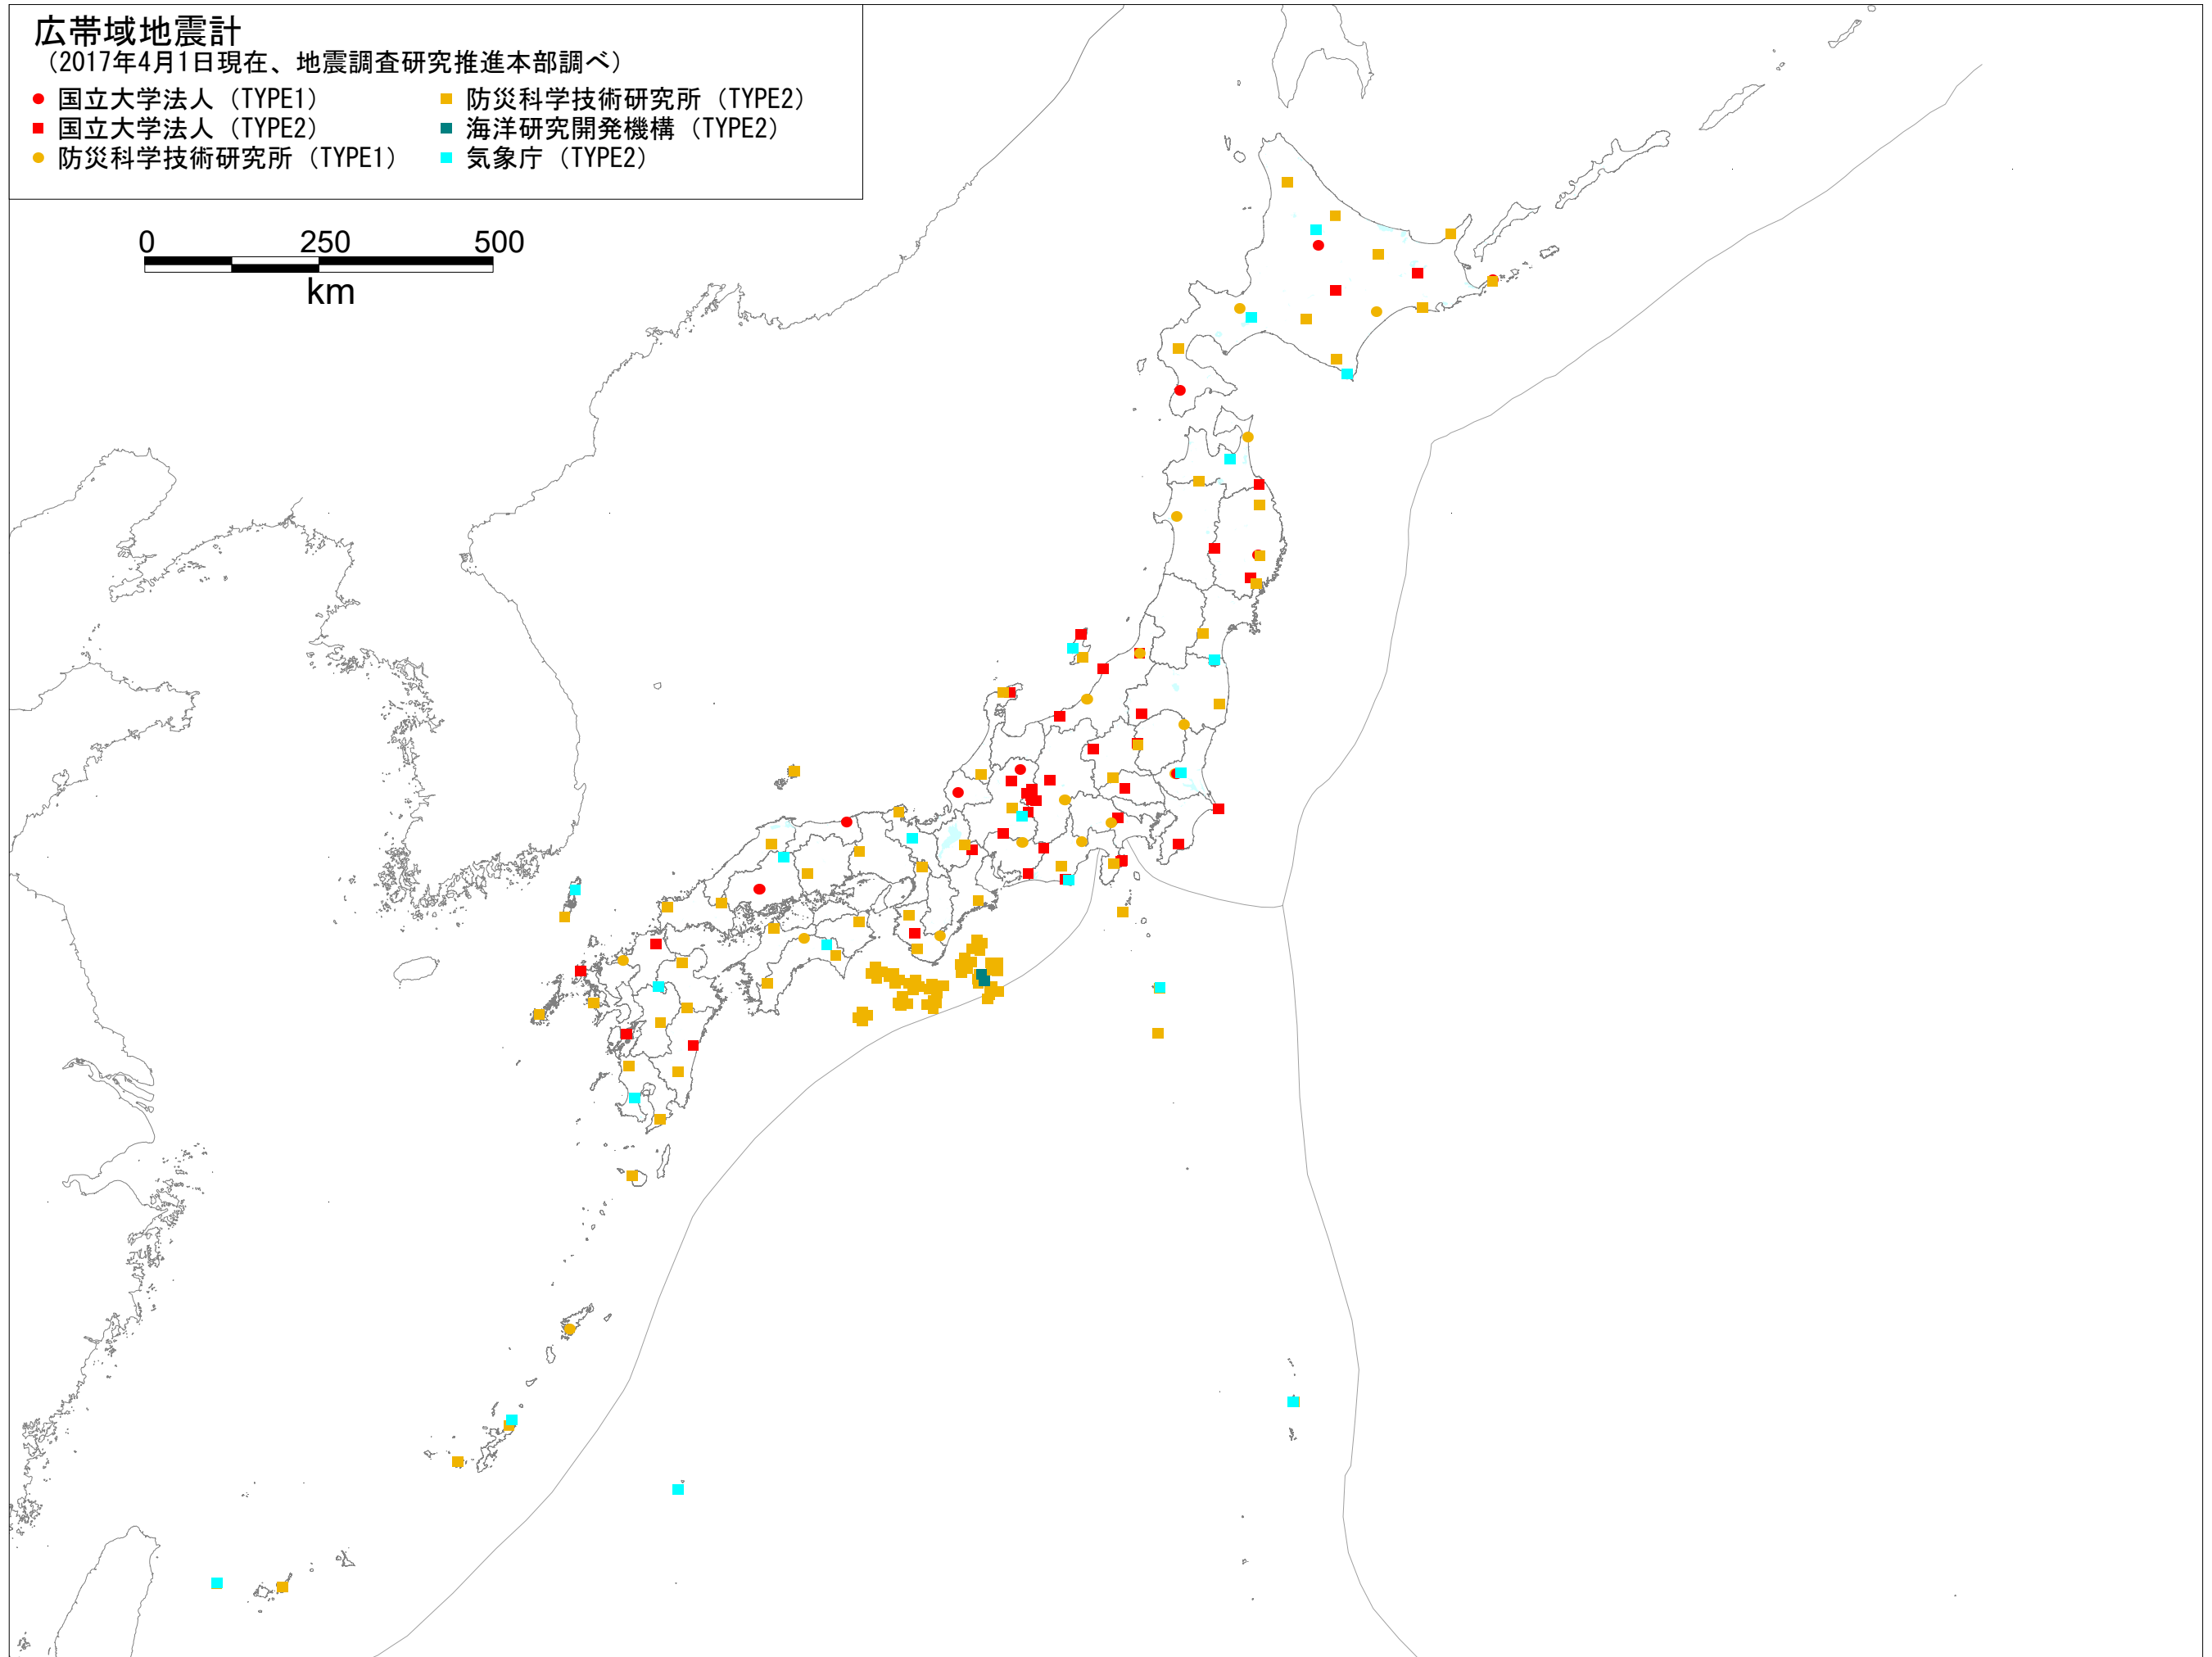 広帯域地震計
（2017年4月1日現在、地震調査研究推進本部調べ）
国立大学法人（TYPE1）
国立大学法人（TYPE2）
防災科学技術研究所（TYPE1）
防災科学技術研究所（TYPE2）
海洋研究開発機構（TYPE2）
気象庁（TYPE2）
0 250 500
km